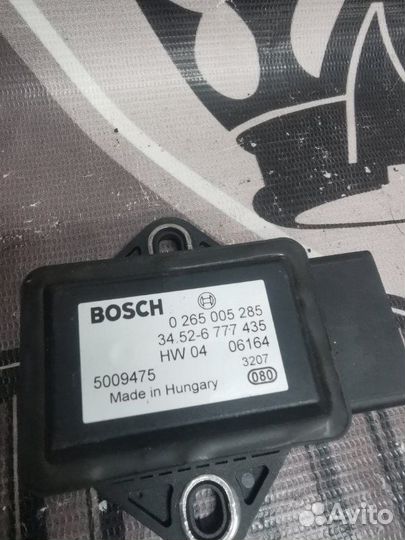 BOSCH
0 265 005 285
34.52-6 777 435
HW 04 06164
5009475 3207
Made in Hungary 080
Avito